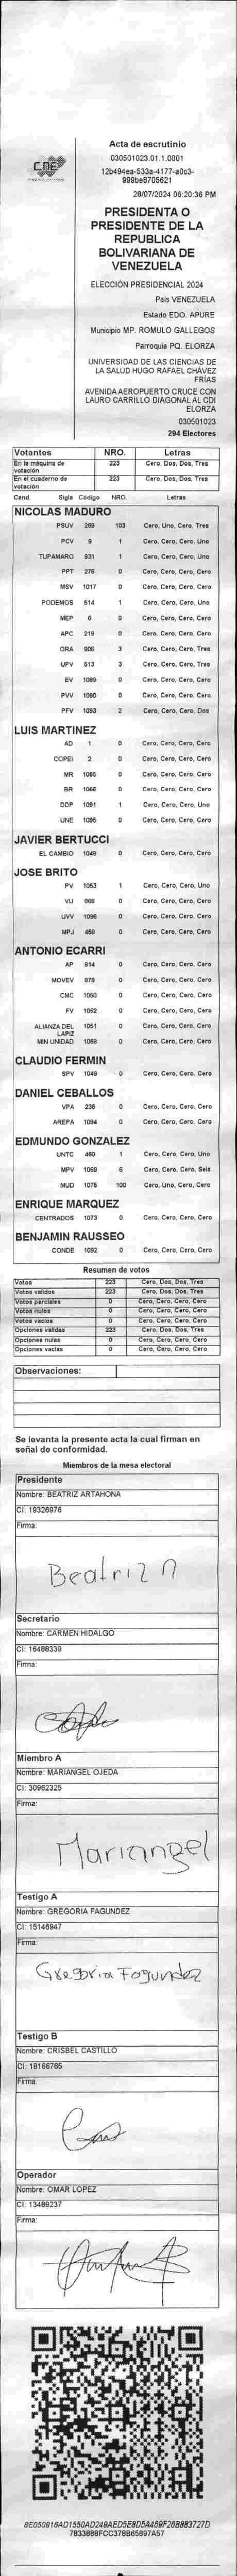 CNE
Acta de escrutinio
030501023.01.1.0001
12b494ea-533a-4177-a0c3-
999be8705621
28/07/2024 08:20:36 PM
PRESIDENTA O
PRESIDENTE DE LA
REPUBLICA
BOLIVARIANA DE
VENEZUELA
ELECCIÓN PRESIDENCIAL 2024
Pais VENEZUELA
Estado EDO. APURE
Municipio MP. ROMULO GALLEGOS
Parroquia PQ. ELORZA
UNIVERSIDAD DE LAS CIENCIAS DE
LA SALUD HUGO RAFAEL CHÁVEZ
FRÍAS
AVENIDA AEROPUERTO CRUCE CON
LAURO CARRILLO DIAGONAL AL CDI
ELORZA
030501023
294 Electores
Votantes NRO. Letras
En la máquina de votación 223 Cero, Dos, Dos, Tres
En el cuaderno de votación 223 Cero, Dos, Dos, Tres
Cand. Sigla Código NRO. Letras
NICOLAS MADURO
PSUV 269 103 Cero, Uno, Cero, Tres
PCV 9 1 Cero, Cero, Cero, Uno
TUPAMARO 931 1 Cero, Cero, Cero, Uno
PPT 276 0 Cero, Cero, Cero, Cero
MSV 1017 0 Cero, Cero, Cero, Cero
PODEMOS 514 1 Cero, Cero, Cero, Uno
MEP 6 0 Cero, Cero, Cero, Cero
APC 219 0 Cero, Cero, Cero, Cero
ORA 906 3 Cero, Cero, Cero, Tres
UPV 513 3 Cero, Cero, Cero, Tres
EV 1089 0 Cero, Cero, Cero, Cero
PVV 1090 0 Cero, Cero, Cero, Cero
PFV 1093 2 Cero, Cero, Cero, Dos
LUIS MARTINEZ
AD 1 0 Cero, Cero, Cero, Cero
COPEI 2 0 Cero, Cero, Cero, Cero
MR 1065 0 Cero, Cero, Cero, Cero
BR 1066 0 Cero, Cero, Cero, Cero
DDP 1091 1 Cero, Cero, Cero, Uno
UNE 1095 0 Cero, Cero, Cero, Cero
JAVIER BERTUCCI
EL CAMBIO 1048 0 Cero, Cero, Cero, Cero
JOSE BRITO
PV 1053 1 Cero, Cero, Cero, Uno
VU 969 0 Cero, Cero, Cero, Cero
UVV 1096 0 Cero, Cero, Cero, Cero
MPJ 458 0 Cero, Cero, Cero, Cero
ANTONIO ECARRI
AP 914 0 Cero, Cero, Cero, Cero
MOVEV 878 0 Cero, Cero, Cero, Cero
CMC 1050 0 Cero, Cero, Cero, Cero
FV 1062 0 Cero, Cero, Cero, Cero
ALIANZA DEL LAPIZ 1051 0 Cero, Cero, Cero, Cero
MIN UNIDAD 1068 0 Cero, Cero, Cero, Cero
CLAUDIO FERMIN
SPV 1049 0 Cero, Cero, Cero, Cero
DANIEL CEBALLOS
VPA 236 0 Cero, Cero, Cero, Cero
AREPA 1094 0 Cero, Cero, Cero, Cero
EDMUNDO GONZALEZ
UNTC 460 1 Cero, Cero, Cero, Uno
MPV 1069 6 Cero, Cero, Cero, Seis
MUD 1075 100 Cero, Uno, Cero, Cero
ENRIQUE MARQUEZ
CENTRADOS 1073 0 Cero, Cero, Cero, Cero
BENJAMIN RAUSSEO
CONDE 1092 0 Cero, Cero, Cero, Cero
Resumen de votos
Votos 223 Cero, Dos, Dos, Tres
Votos validos 223 Cero, Dos, Dos, Tres
Votos parciales 0 Cero, Cero, Cero, Cero
Votos nulos 0 Cero, Cero, Cero, Cero
Votos vacios 0 Cero, Cero, Cero, Cero
Opciones validas 223 Cero, Dos, Dos, Tres
Opciones nulas 0 Cero, Cero, Cero, Cero
Opciones vacias 0 Cero, Cero, Cero, Cero
Observaciones:
Se levanta la presente acta la cual firman en
señal de conformidad.
Miembros de la mesa electoral
Presidente
Nombre: BEATRIZ ARTAHONA
CI: 19326976
Firma:
Beatriz A
Secretario
Nombre: CARMEN HIDALGO
CI: 16488339
Firma:
Miembro A
Nombre: MARIANGEL OJEDA
CI: 30962325
Firma:
Mariangel
Testigo A
Nombre: GREGORIA FAGUNDEZ
CI: 15146947
Firma:
Gregoria Fagundez
Testigo B
Nombre: CRISBEL CASTILLO
CI: 18166765
Firma:
Operador
Nombre: OMAR LOPEZ
CI: 13489237
Firma: